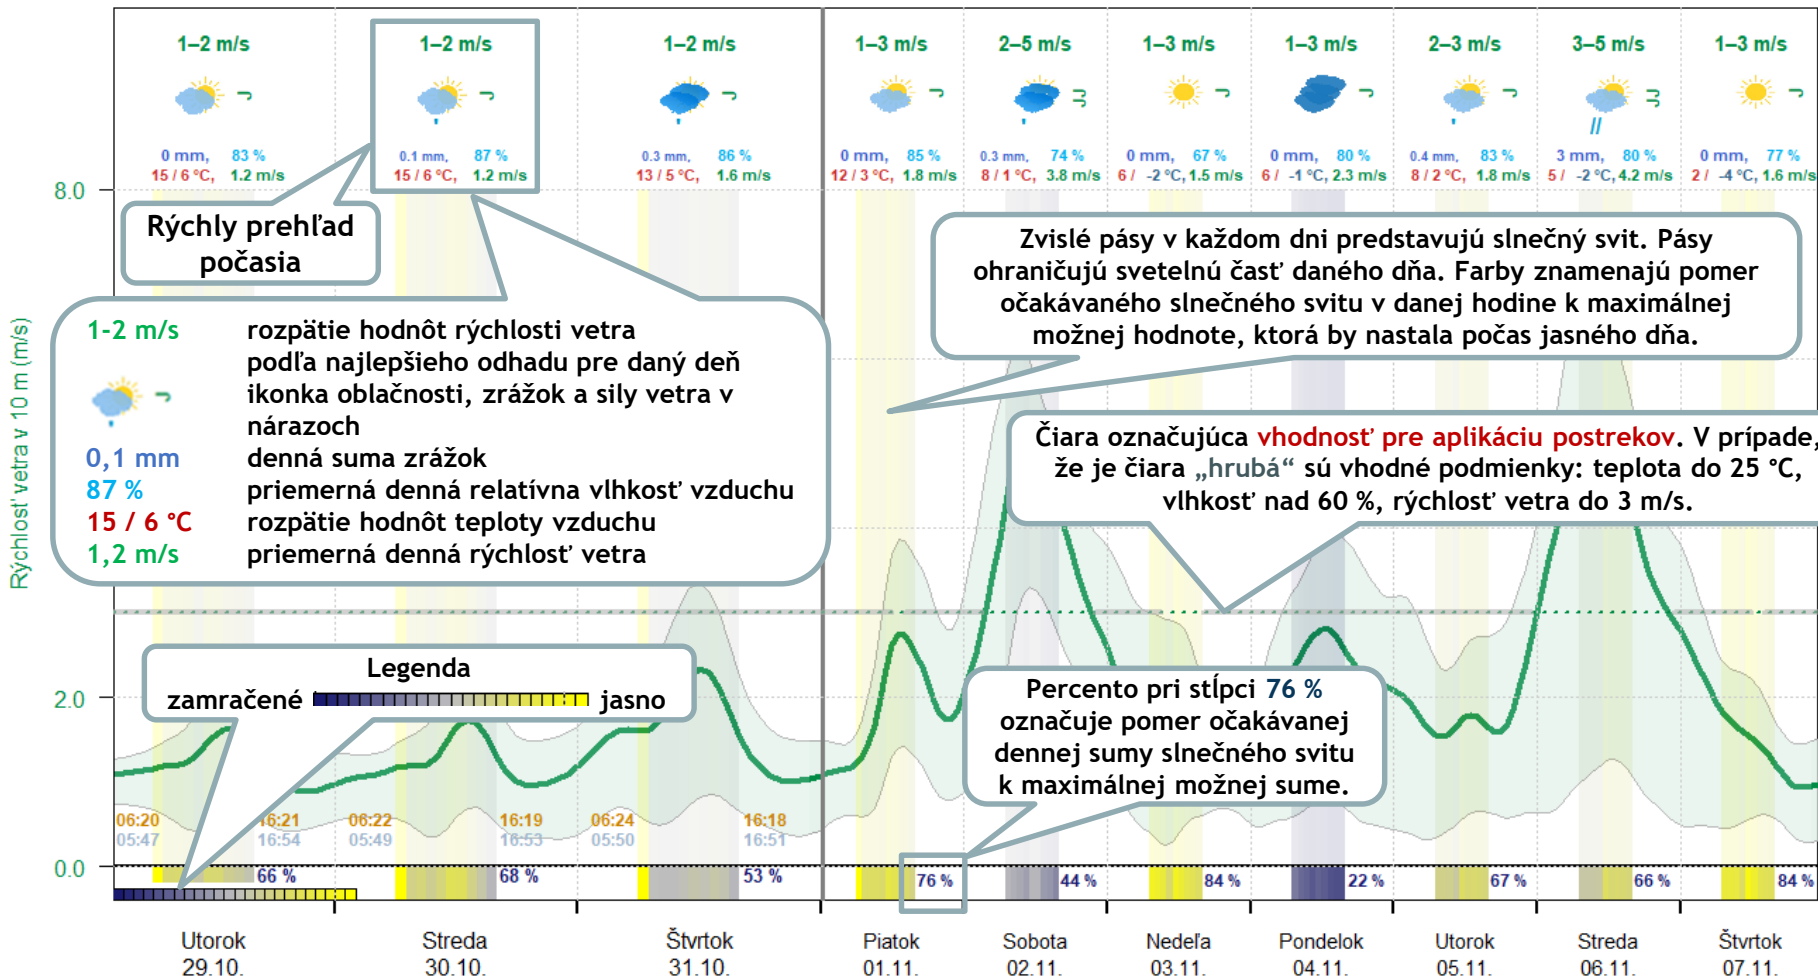 1–2 m/s 1–2 m/s 1–2 m/s 1–3 m/s 2–5 m/s 1–3 m/s 1–3 m/s 2–3 m/s 3–5 m/s 1–3 m/s
0 mm, 83 % 0.1 mm, 87 % 0.3 mm, 86 % 0 mm, 85 % 0.3 mm, 74 % 0 mm, 67 % 0 mm, 80 % 0.4 mm, 83 % 3 mm, 80 % 0 mm, 77 %
15 / 6 °C, 1.2 m/s 15 / 6 °C, 1.2 m/s 13 / 5 °C, 1.6 m/s 12 / 3 °C, 1.8 m/s 8 / 1 °C, 3.8 m/s 6 / -2 °C, 1.5 m/s 6 / -1 °C, 2.3 m/s 8 / 2 °C, 1.8 m/s 5 / -2 °C, 4.2 m/s 2 / -4 °C, 1.6 m/s
8.0
Rýchly prehľad
počasia
Zvislé pásy v každom dni predstavujú slnečný svit. Pásy
ohraničujú svetelnú časť daného dňa. Farby znamenajú pomer
očakávaného slnečného svitu v danej hodine k maximálnej
možnej hodnote, ktorá by nastala počas jasného dňa.
Rýchlosť vetra v 10 m (m/s)
1-2 m/s rozpätie hodnôt rýchlosti vetra
podľa najlepšieho odhadu pre daný deň
ikonka oblačnosti, zrážok a sily vetra v
nárazoch
0,1 mm denná suma zrážok
87 % priemerná denná relatívna vlhkosť vzduchu
15 / 6 °C rozpätie hodnôt teploty vzduchu
1,2 m/s priemerná denná rýchlosť vetra
Čiara označujúca vhodnosť pre aplikáciu postrekov. V prípade,
že je čiara „hrubá“ sú vhodné podmienky: teplota do 25 °C,
vlhkosť nad 60 %, rýchlosť vetra do 3 m/s.
Legenda
zamračené jasno
2.0
Percento pri stĺpci 76 %
označuje pomer očakávanej
dennej sumy slnečného svitu
k maximálnej možnej sume.
06:20 16:21 06:22 16:19 06:24 16:18
05:47 16:54 05:49 16:53 05:50 16:51
0.0
66 % 68 % 53 % 76 % 44 % 84 % 22 % 67 % 66 % 84 %
Utorok Streda Štvrtok Piatok Sobota Nedeľa Pondelok Utorok Streda Štvrtok
29.10. 30.10. 31.10. 01.11. 02.11. 03.11. 04.11. 05.11. 06.11. 07.11.